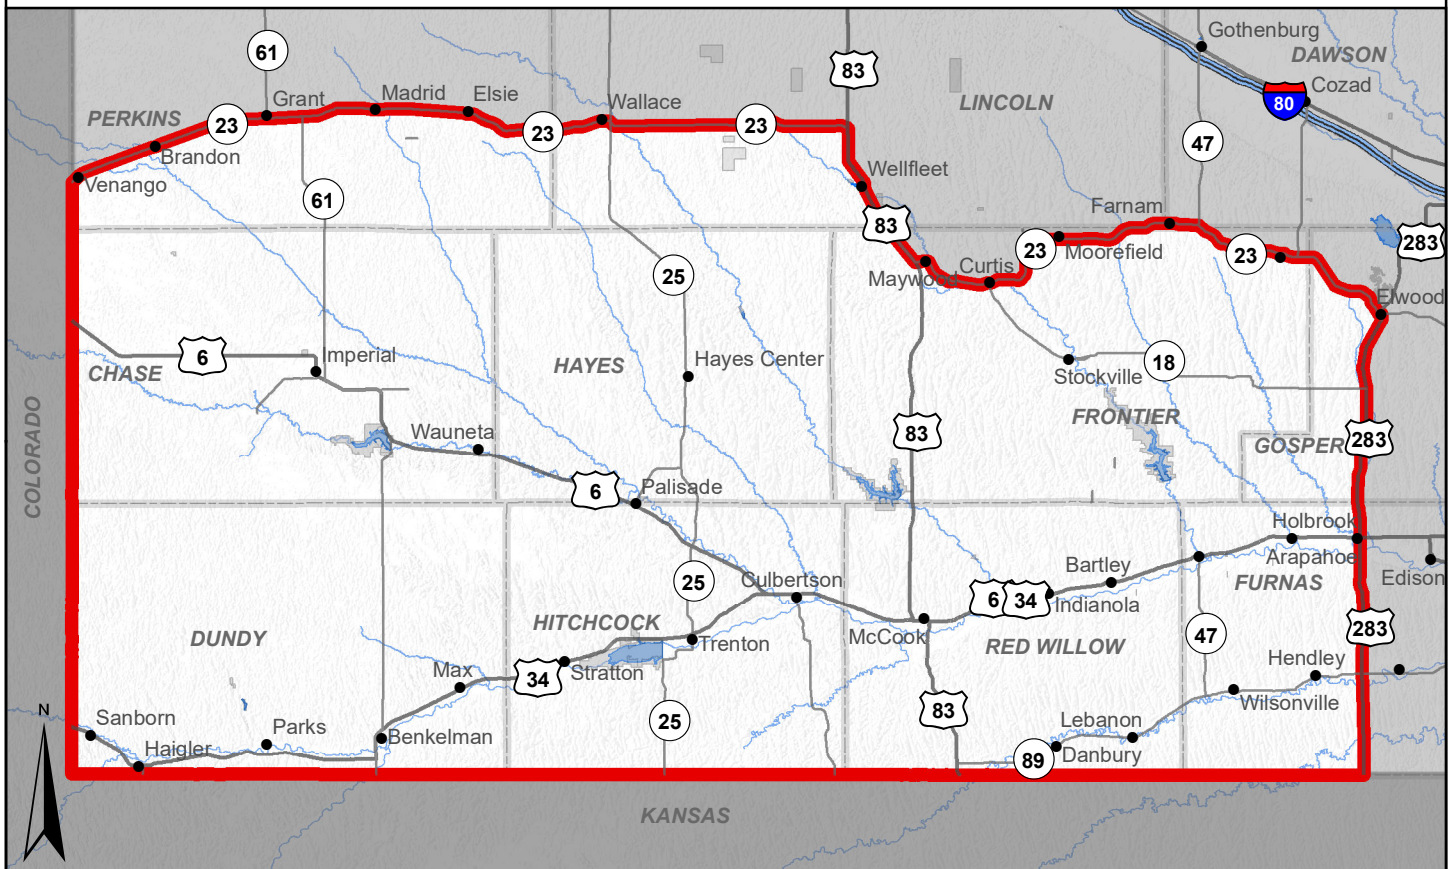 Gothenburg
DAWSON
61
83
Cozad
80
Grant
Madrid
Elsie
Wallace
LINCOLN
PERKINS
23
23
23
47
Brandon
Venango
Wellfleet
61
Farnam
83
23
Moorefield
23
283
25
Maywood
Curtis
Elwood
6
Imperial
CHASE
HAYES
Hayes Center
18
Stockville
COLORADO
FRONTIER
Wauneta
83
GOSPER
283
6
Palisade
Holbrook
Arapahoe
25
Culbertson
Bartley
FURNAS
Edison
6
34
Indianola
HITCHCOCK
DUNDY
McCook
RED WILLOW
47
283
Trenton
Max
34
Stratton
Hendley
Wilsonville
N
Sanborn
Parks
25
83
Lebanon
Haigler
Benkelman
89
Danbury
KANSAS